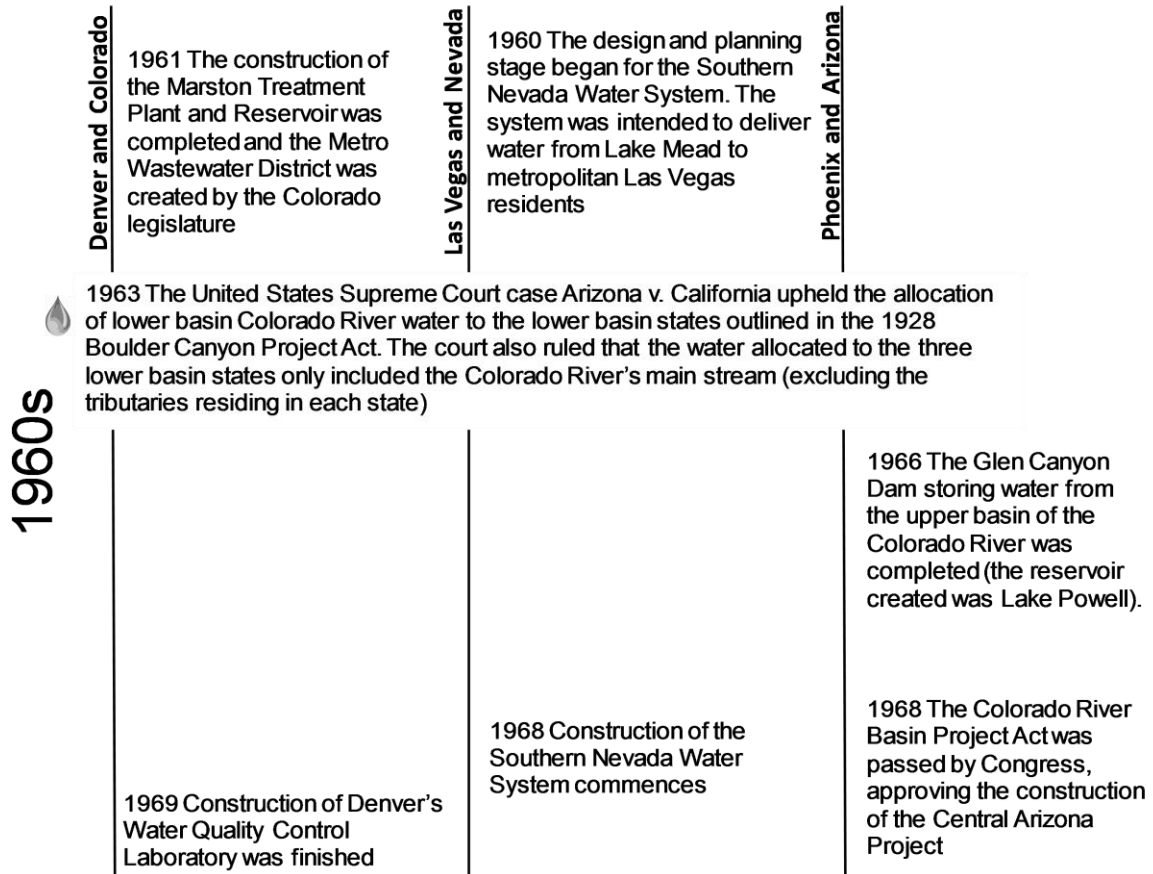 Denver and Colorado
1961 The construction of
the Marston Treatment
Plant and Reservoir was
completed and the Metro
Wastewater District was
created by the Colorado
legislature
Las Vegas and Nevada
1960 The design and planning
stage began for the Southern
Nevada Water System. The
system was intended to deliver
water from Lake Mead to
metropolitan Las Vegas
residents
Phoenix and Arizona
1960s
1963 The United States Supreme Court case Arizona v. California upheld the allocation
of lower basin Colorado River water to the lower basin states outlined in the 1928
Boulder Canyon Project Act. The court also ruled that the water allocated to the three
lower basin states only included the Colorado River's main stream (excluding the
tributaries residing in each state)
1966 The Glen Canyon
Dam storing water from
the upper basin of the
Colorado River was
completed (the reservoir
created was Lake Powell).
1969 Construction of Denver's
Water Quality Control
Laboratory was finished
1968 Construction of the
Southern Nevada Water
System commences
1968 The Colorado River
Basin Project Act was
passed by Congress,
approving the construction
of the Central Arizona
Project